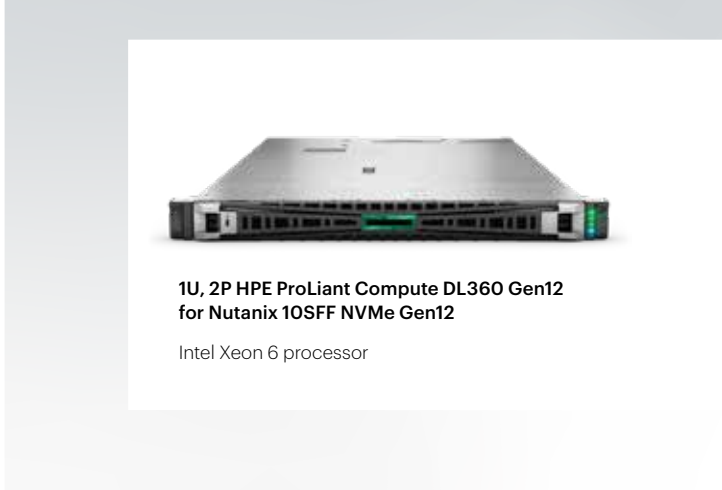 1U, 2P HPE ProLiant Compute DL360 Gen12
for Nutanix 10SFF NVMe Gen12
Intel Xeon 6 processor